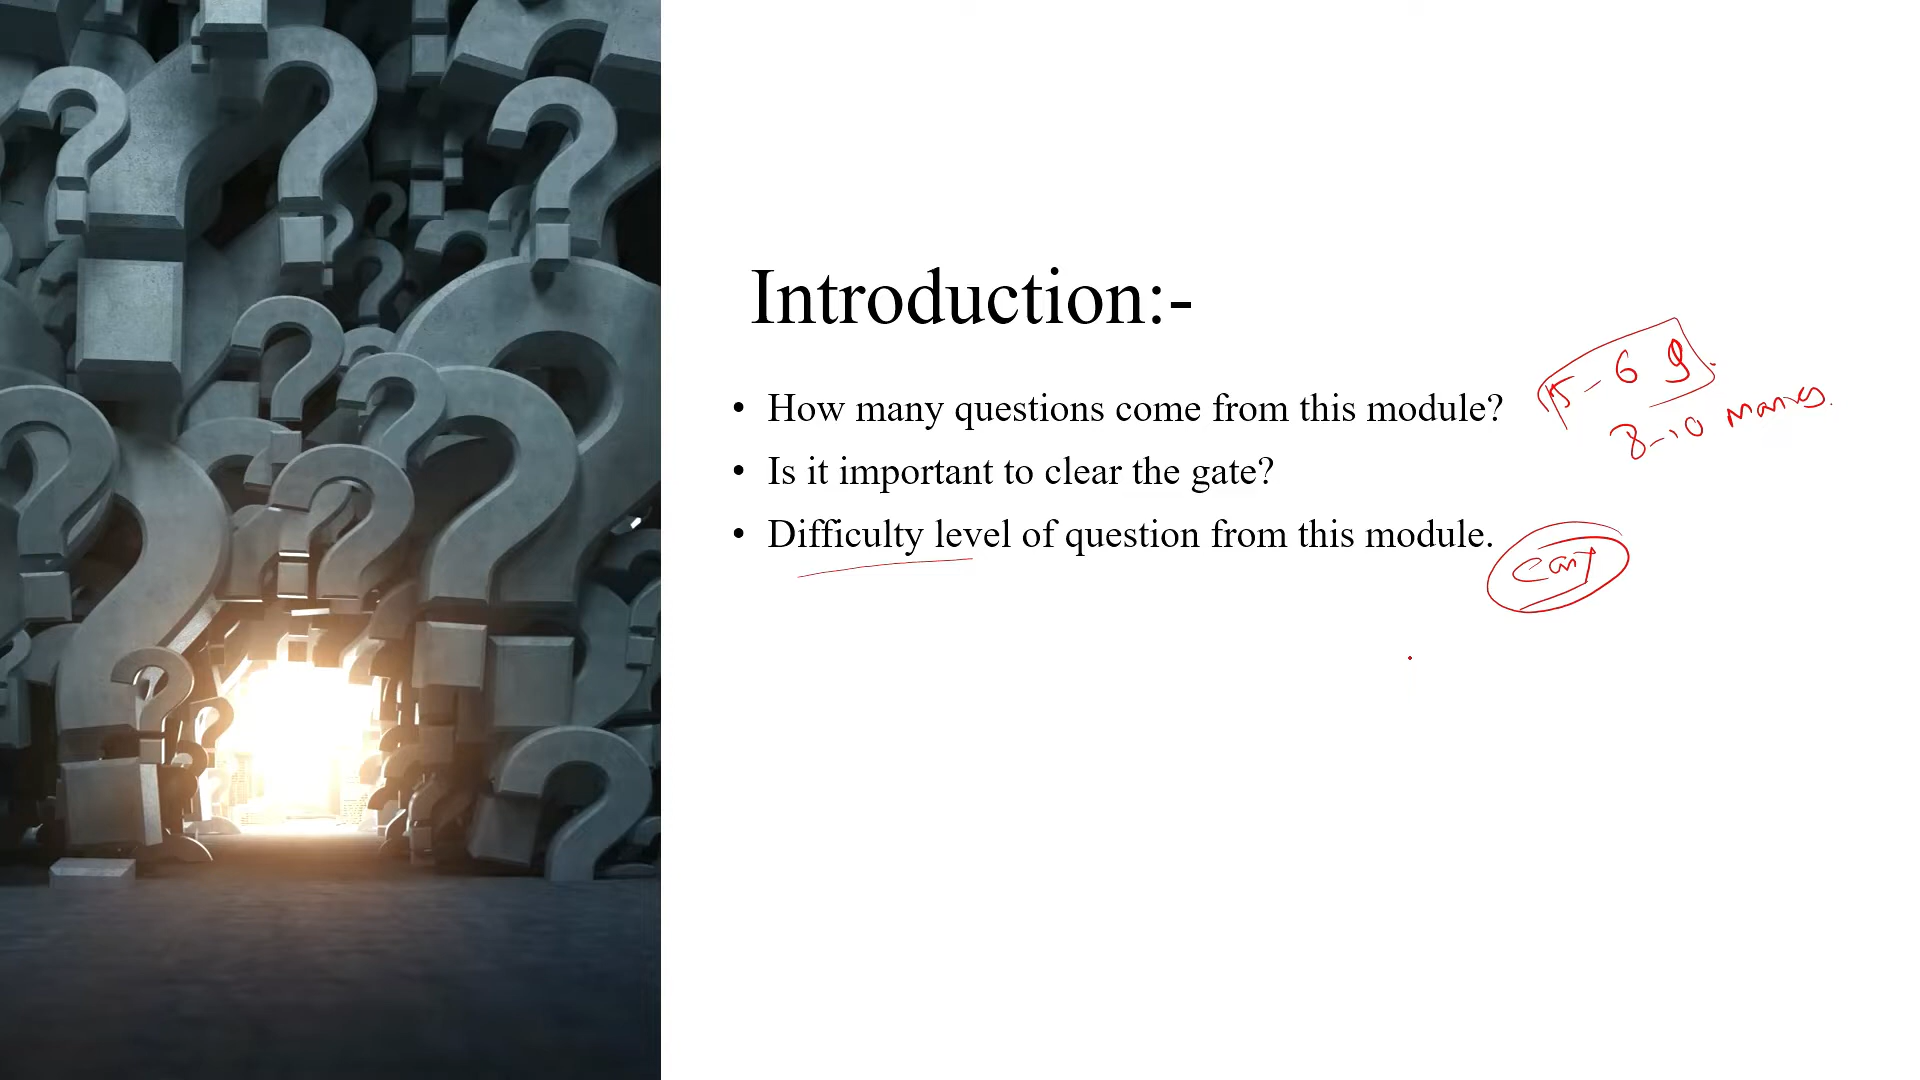 Introduction:-
• How many questions come from this module?
5-6 Q.
8-10 marks.
• Is it important to clear the gate?
• Difficulty level of question from this module.
easy